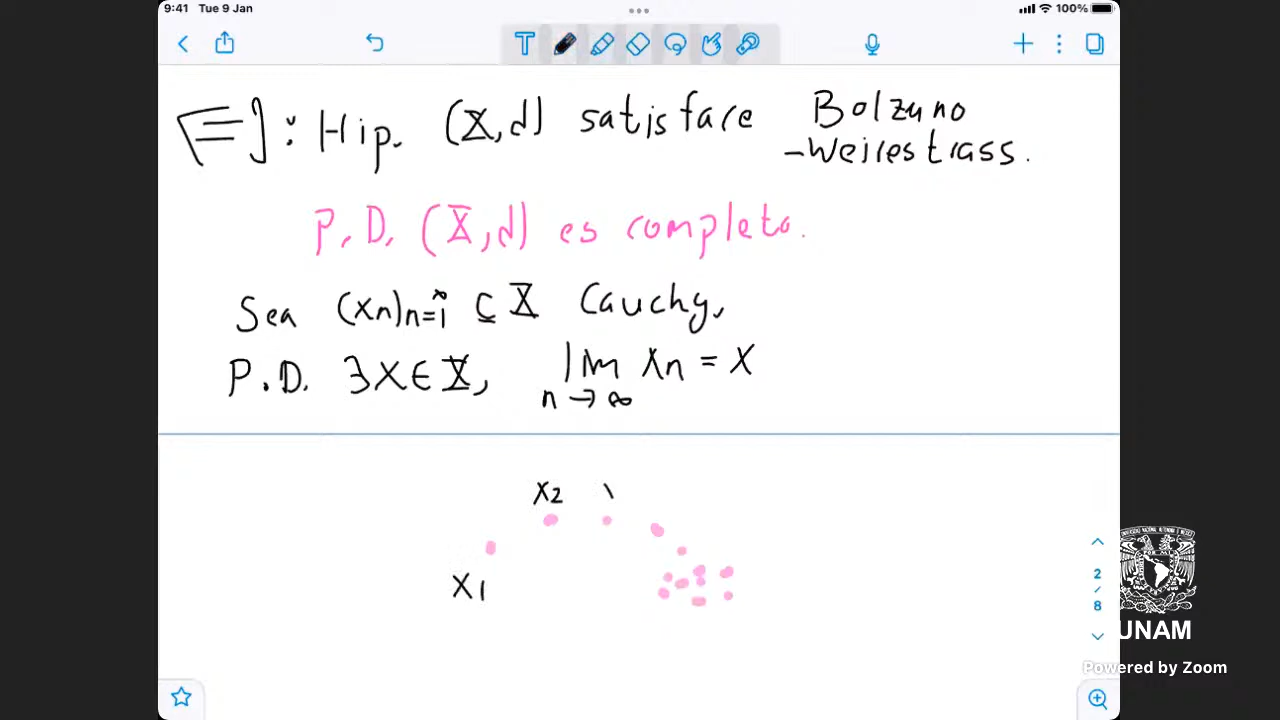 9:41 Tue 9 Jan
100%
⇐]: Hip. (X,d) satisface Bolzano
-Weirestrass.
P.D. (X,d) es completo.
Sea (xn)n=1^∞ ⊆ X Cauchy,
P.D. ∃x∈X, lim xn = x
n→∞
x2
x1
2
/
8
UNAM
Powered by Zoom